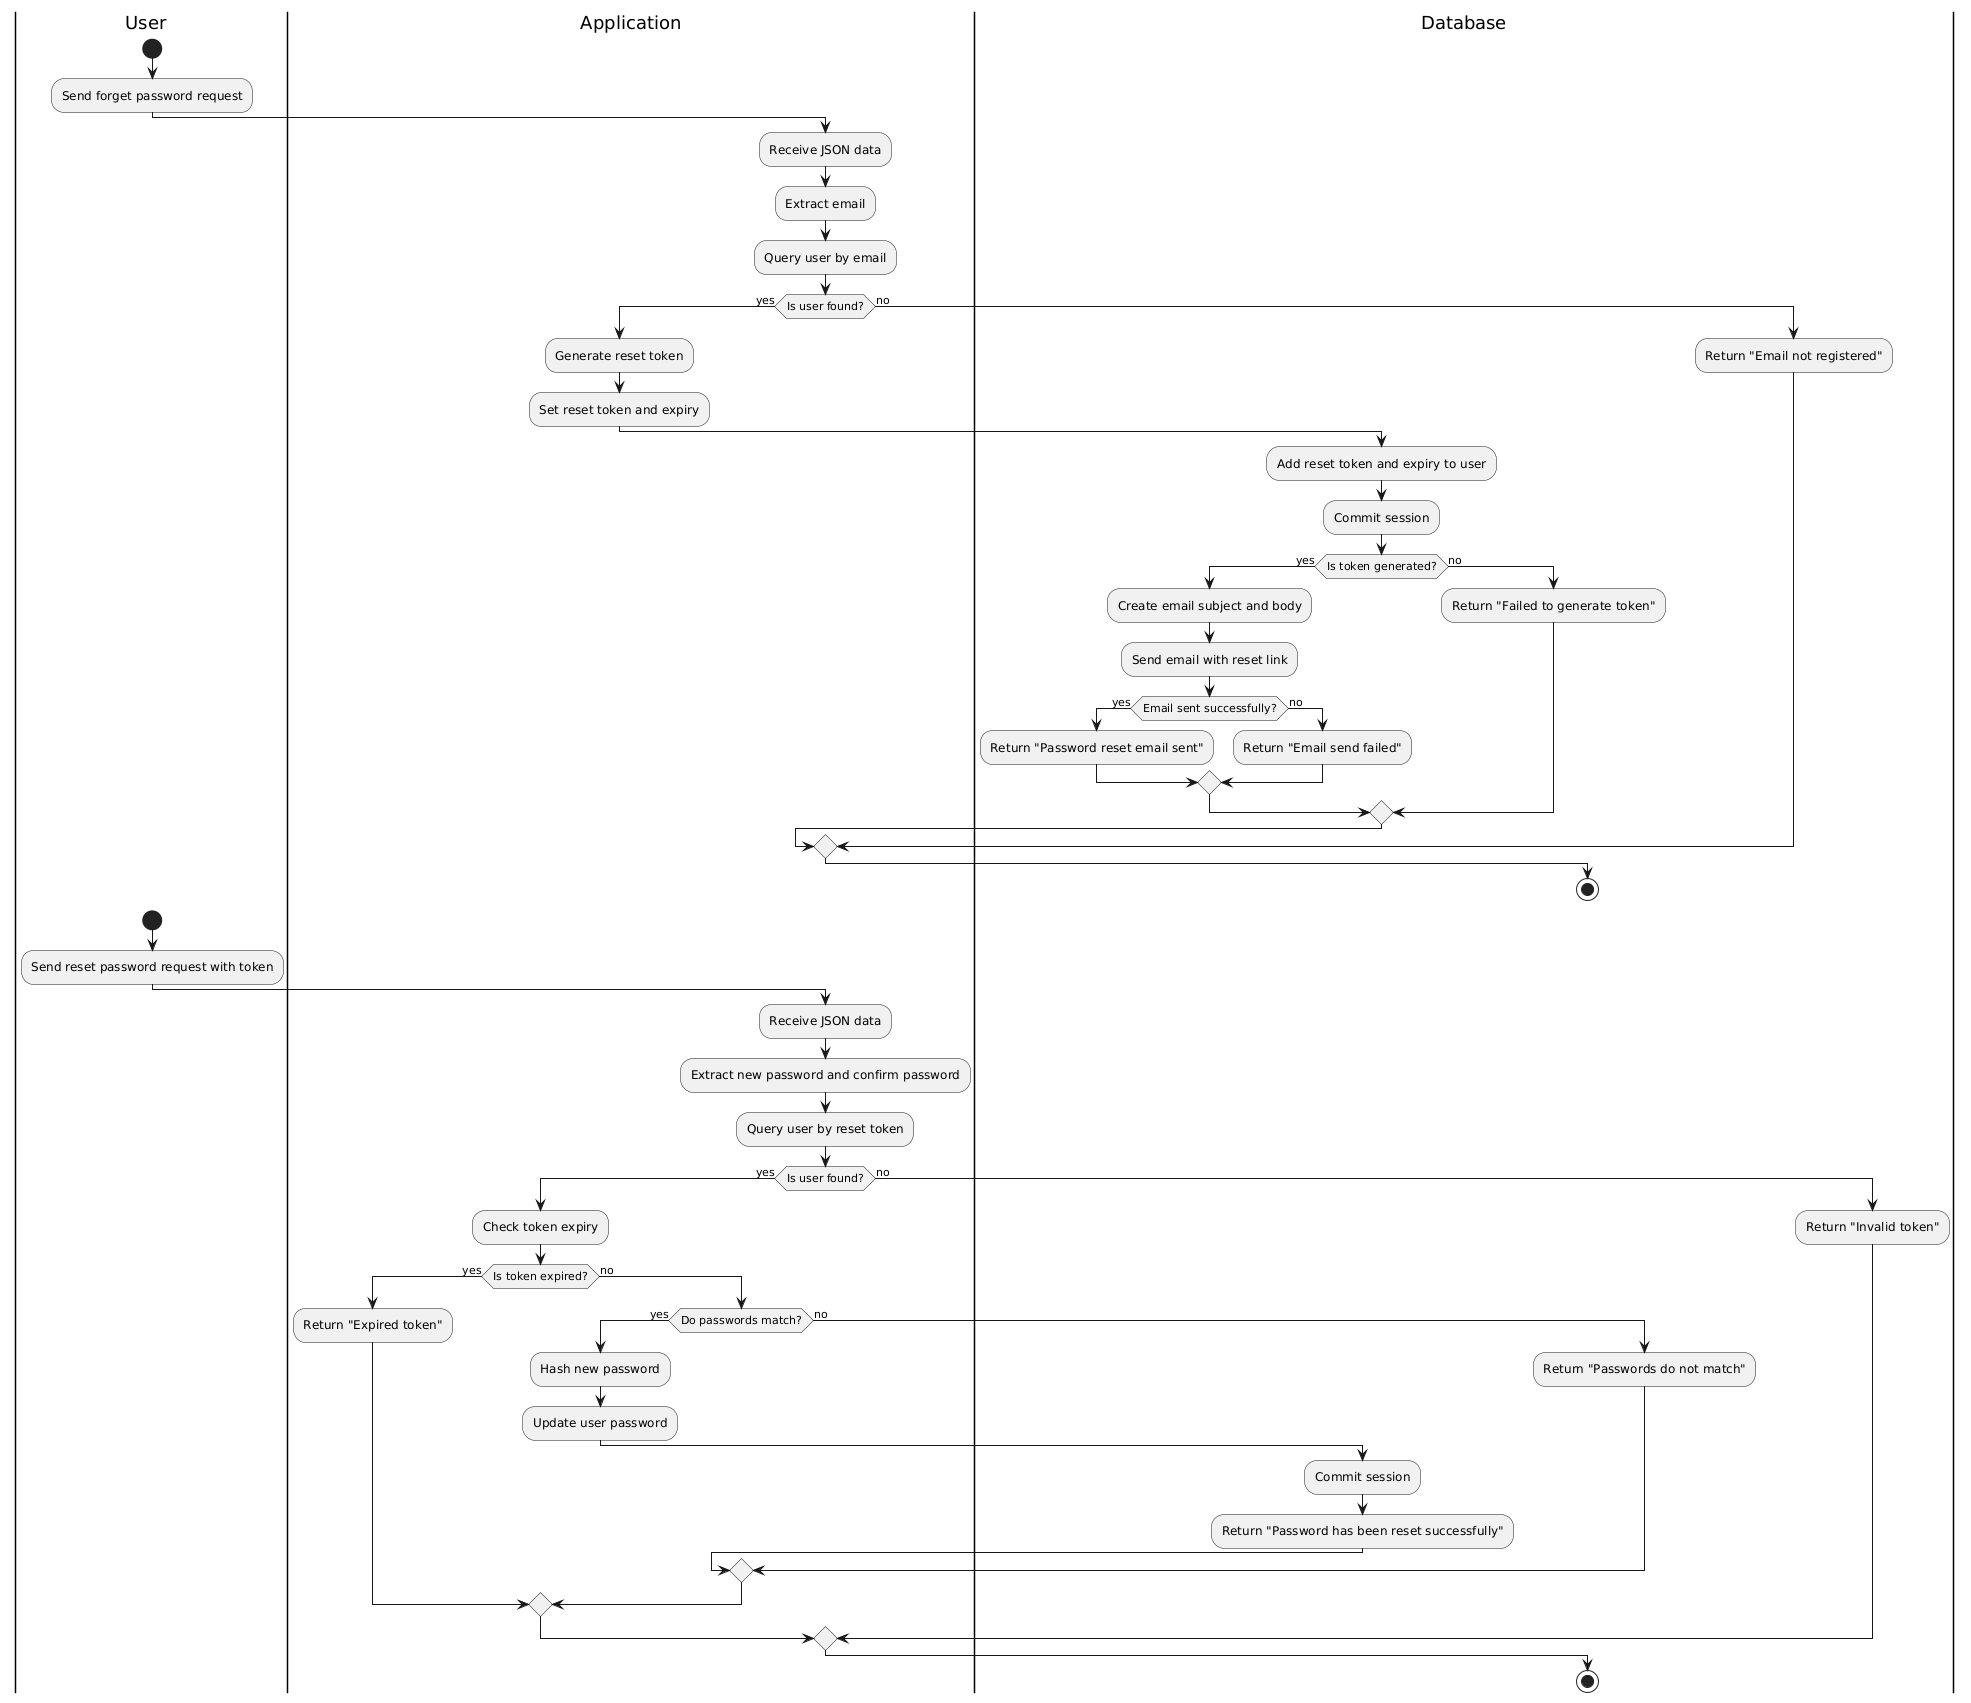 User
Application
Database
Send forget password request
Receive JSON data
Extract email
Query user by email
yes
Is user found?
no
Generate reset token
Return "Email not registered"
Set reset token and expiry
Add reset token and expiry to user
Commit session
yes
Is token generated?
no
Create email subject and body
Return "Failed to generate token"
Send email with reset link
yes
Email sent successfully?
no
Return "Password reset email sent"
Return "Email send failed"
Send reset password request with token
Receive JSON data
Extract new password and confirm password
Query user by reset token
yes
Is user found?
no
Check token expiry
Return "Invalid token"
yes
Is token expired?
no
Return "Expired token"
yes
Do passwords match?
no
Hash new password
Return "Passwords do not match"
Update user password
Commit session
Return "Password has been reset successfully"